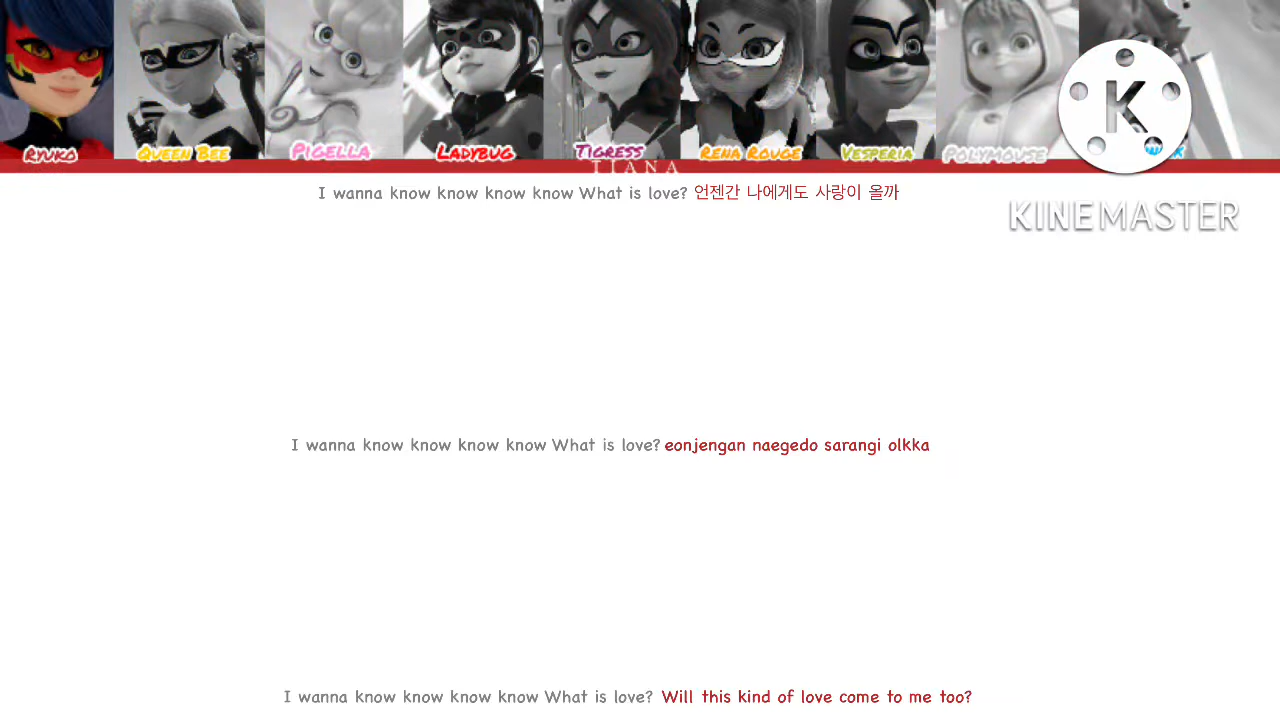 RYUKO QUEEN BEE PIGELLA LADYBUG TIGRESS RENA ROUGE VESPERIA POLYMOUSE
TIANA
K
I wanna know know know know What is love? 언젠간 나에게도 사랑이 올까
KINEMASTER
I wanna know know know know What is love? eonjengan naegedo sarangi olkka
I wanna know know know know What is love? Will this kind of love come to me too?